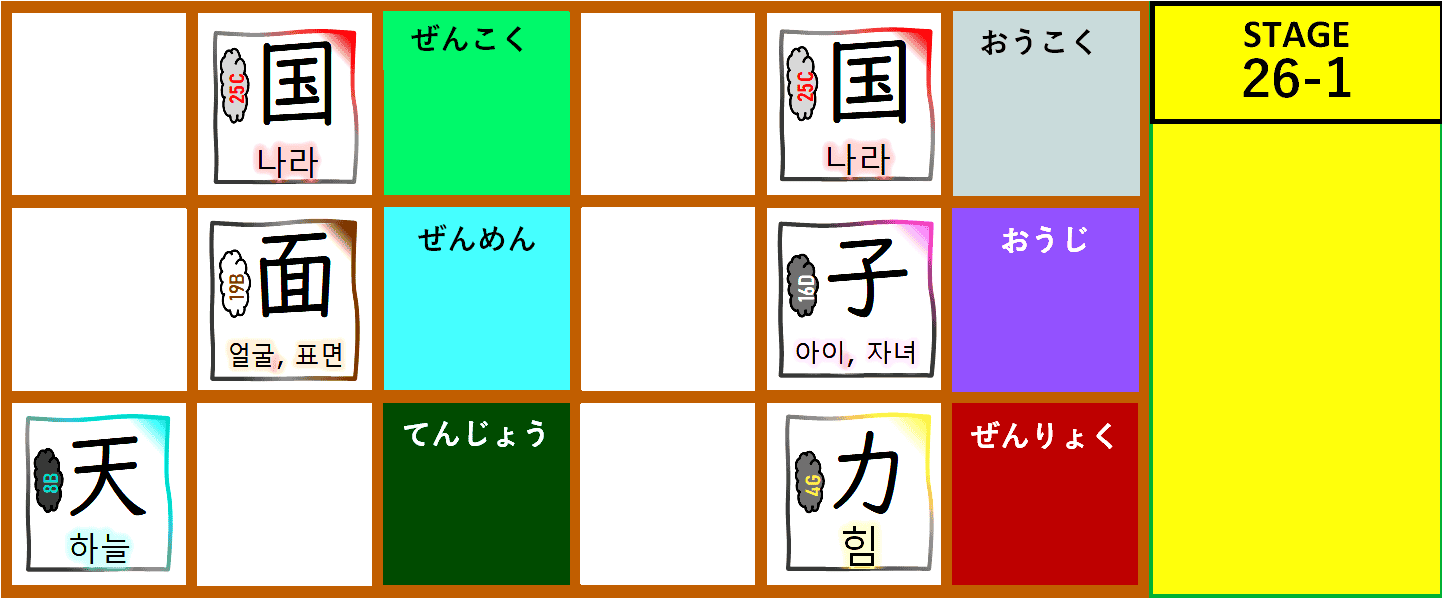 25C
国
나라
ぜんこく
25C
国
나라
おうこく
STAGE
26-1
19B
面
얼굴, 표면
ぜんめん
16D
子
아이, 자녀
おうじ
8B
天
하늘
てんじょう
4G
力
힘
ぜんりょく